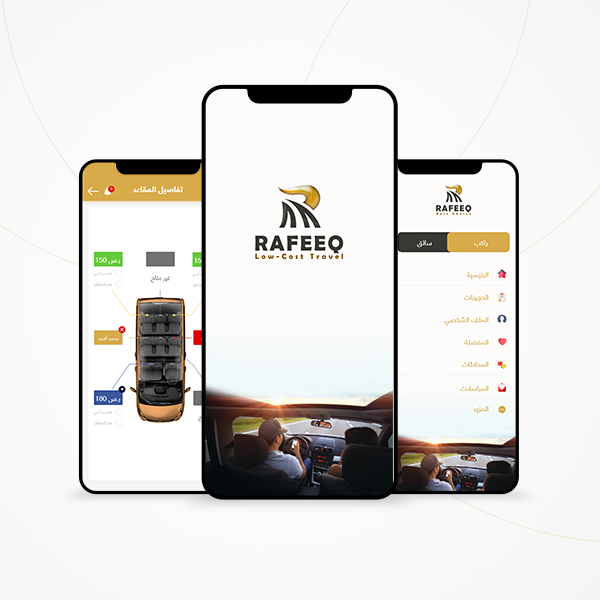 تفاصيل المقاعد
150 ر.س
غير متاح
محمد أحمد
180 ر.س
RAFEEQ
Low-Cost Travel
RAFEEQ
راكب
سائق
الرئيسية
الحجوزات
الملف الشخصي
المفضلة
المحادثات
المراسلات
المزيد